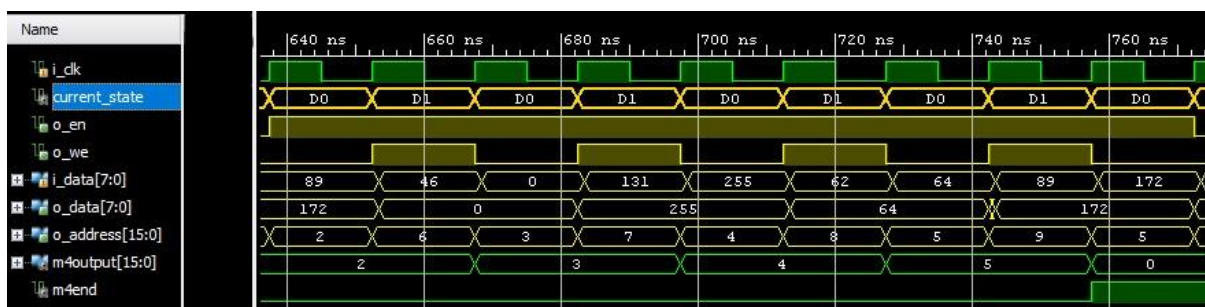 Name
640 ns 660 ns 680 ns 700 ns 720 ns 740 ns 760 ns
i_clk
current_state D0 D1 D0 D1 D0 D1 D0 D1 D0
o_en
o_we
i_data[7:0] 89 46 0 131 255 62 64 89 172
o_data[7:0] 172 0 255 64 172
o_address[15:0] 2 6 3 7 4 8 5 9 5
m4output[15:0] 2 3 4 5 0
m4end